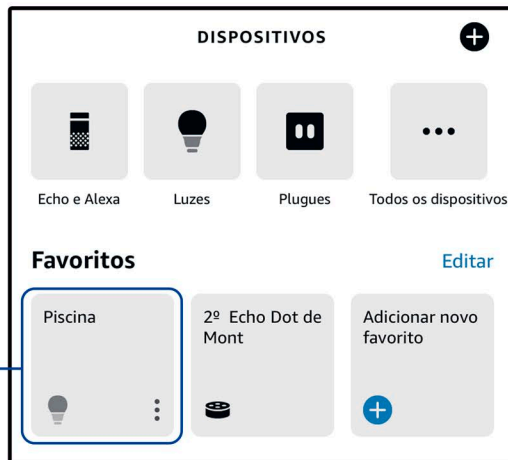 DISPOSITIVOS
Echo e Alexa
Luzes
Plugues
Todos os dispositivos
Favoritos
Editar
Piscina
2º Echo Dot de
Mont
Adicionar novo
favorito